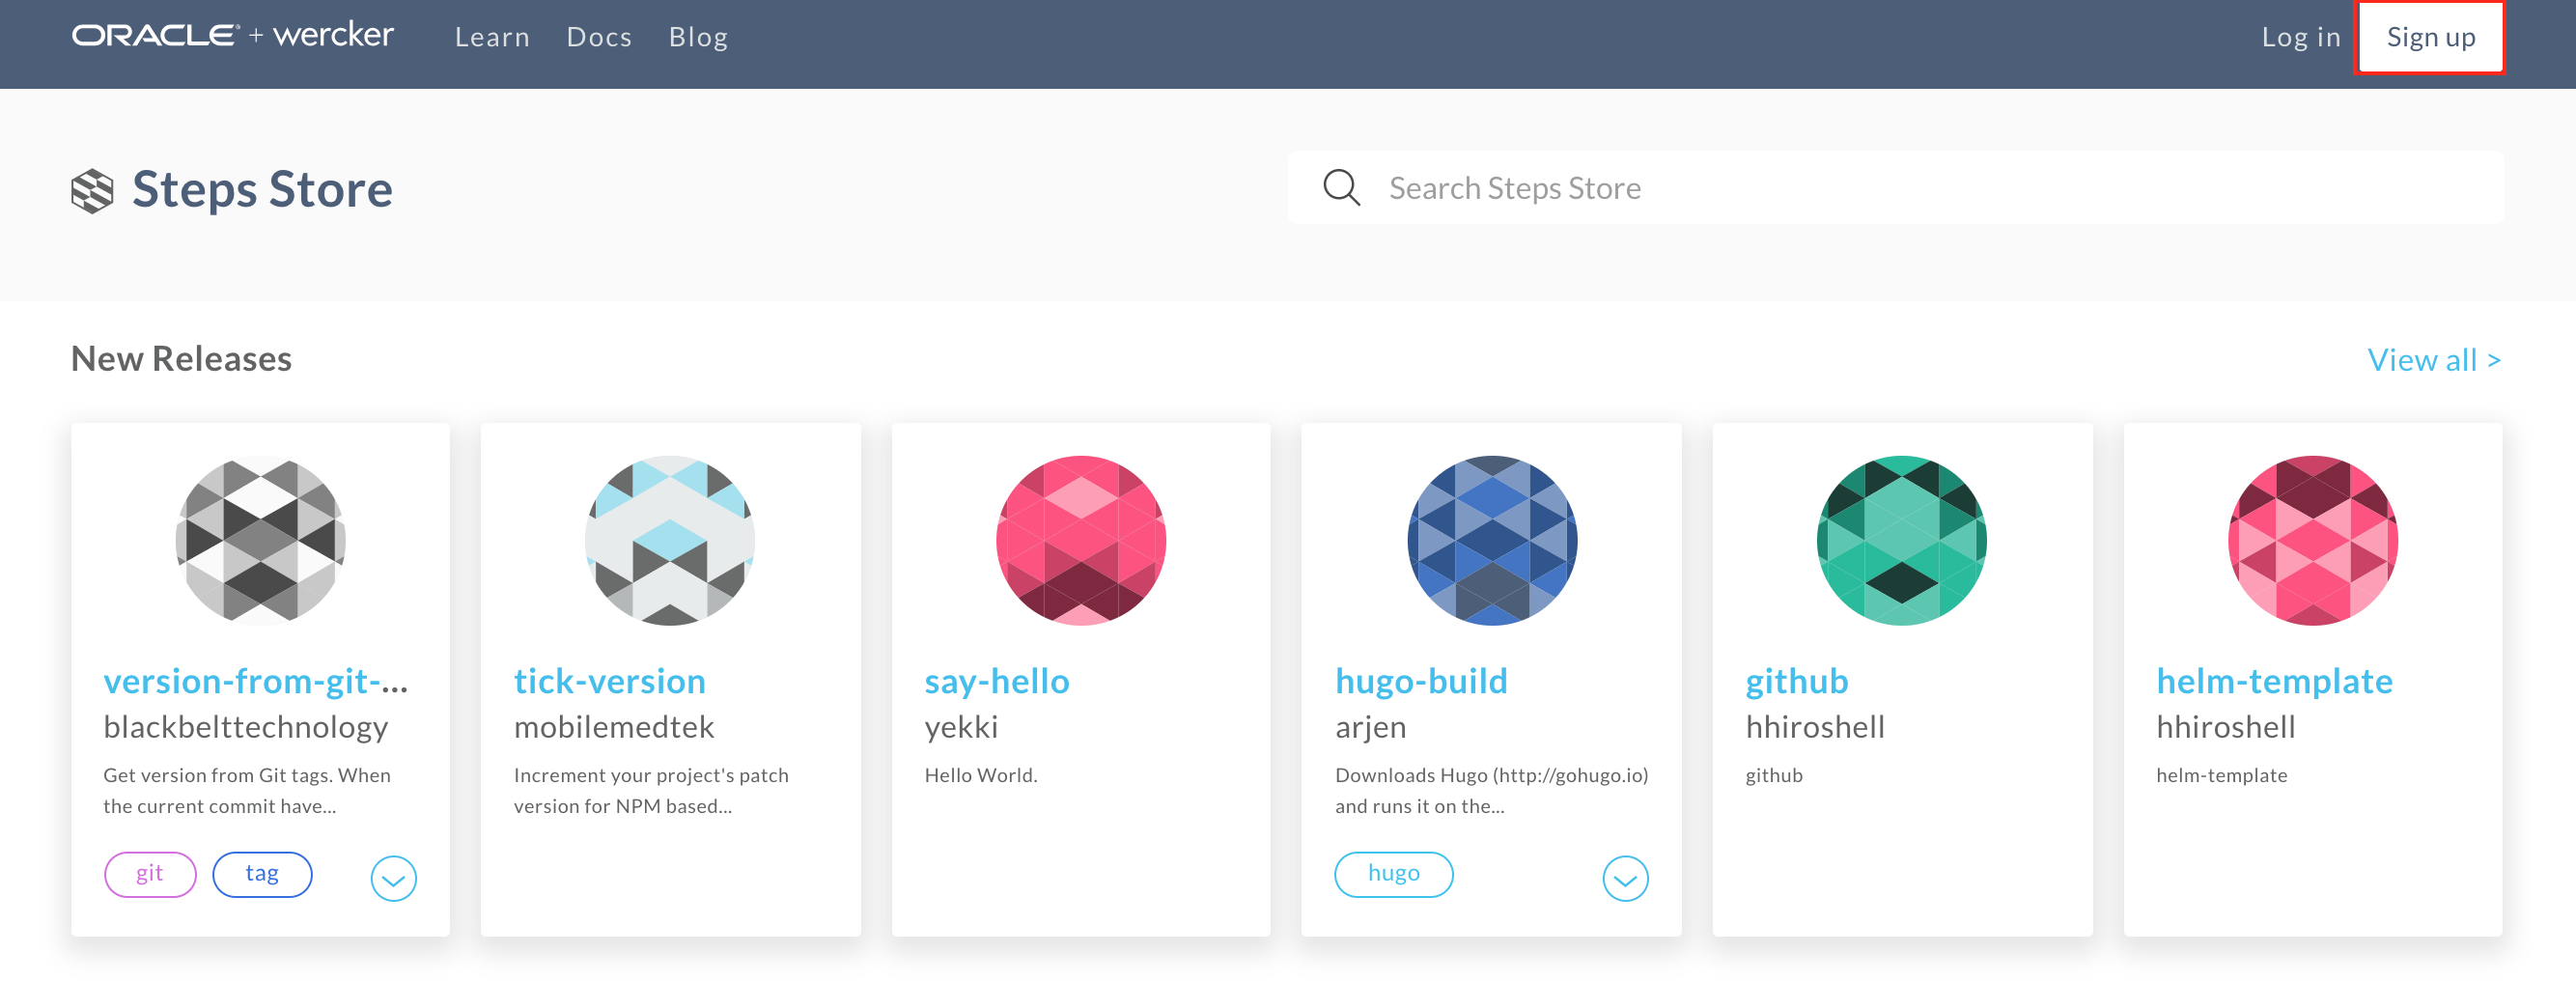 ORACLE® + wercker
Learn Docs Blog
Log in Sign up
Steps Store
Search Steps Store
New Releases
View all >
version-from-git-...
blackbelttechnology
Get version from Git tags. When
the current commit have...
git tag
tick-version
mobilemedtek
Increment your project's patch
version for NPM based...
say-hello
yekki
Hello World.
hugo-build
arjen
Downloads Hugo (http://gohugo.io)
and runs it on the...
hugo
github
hhiroshell
github
helm-template
hhiroshell
helm-template